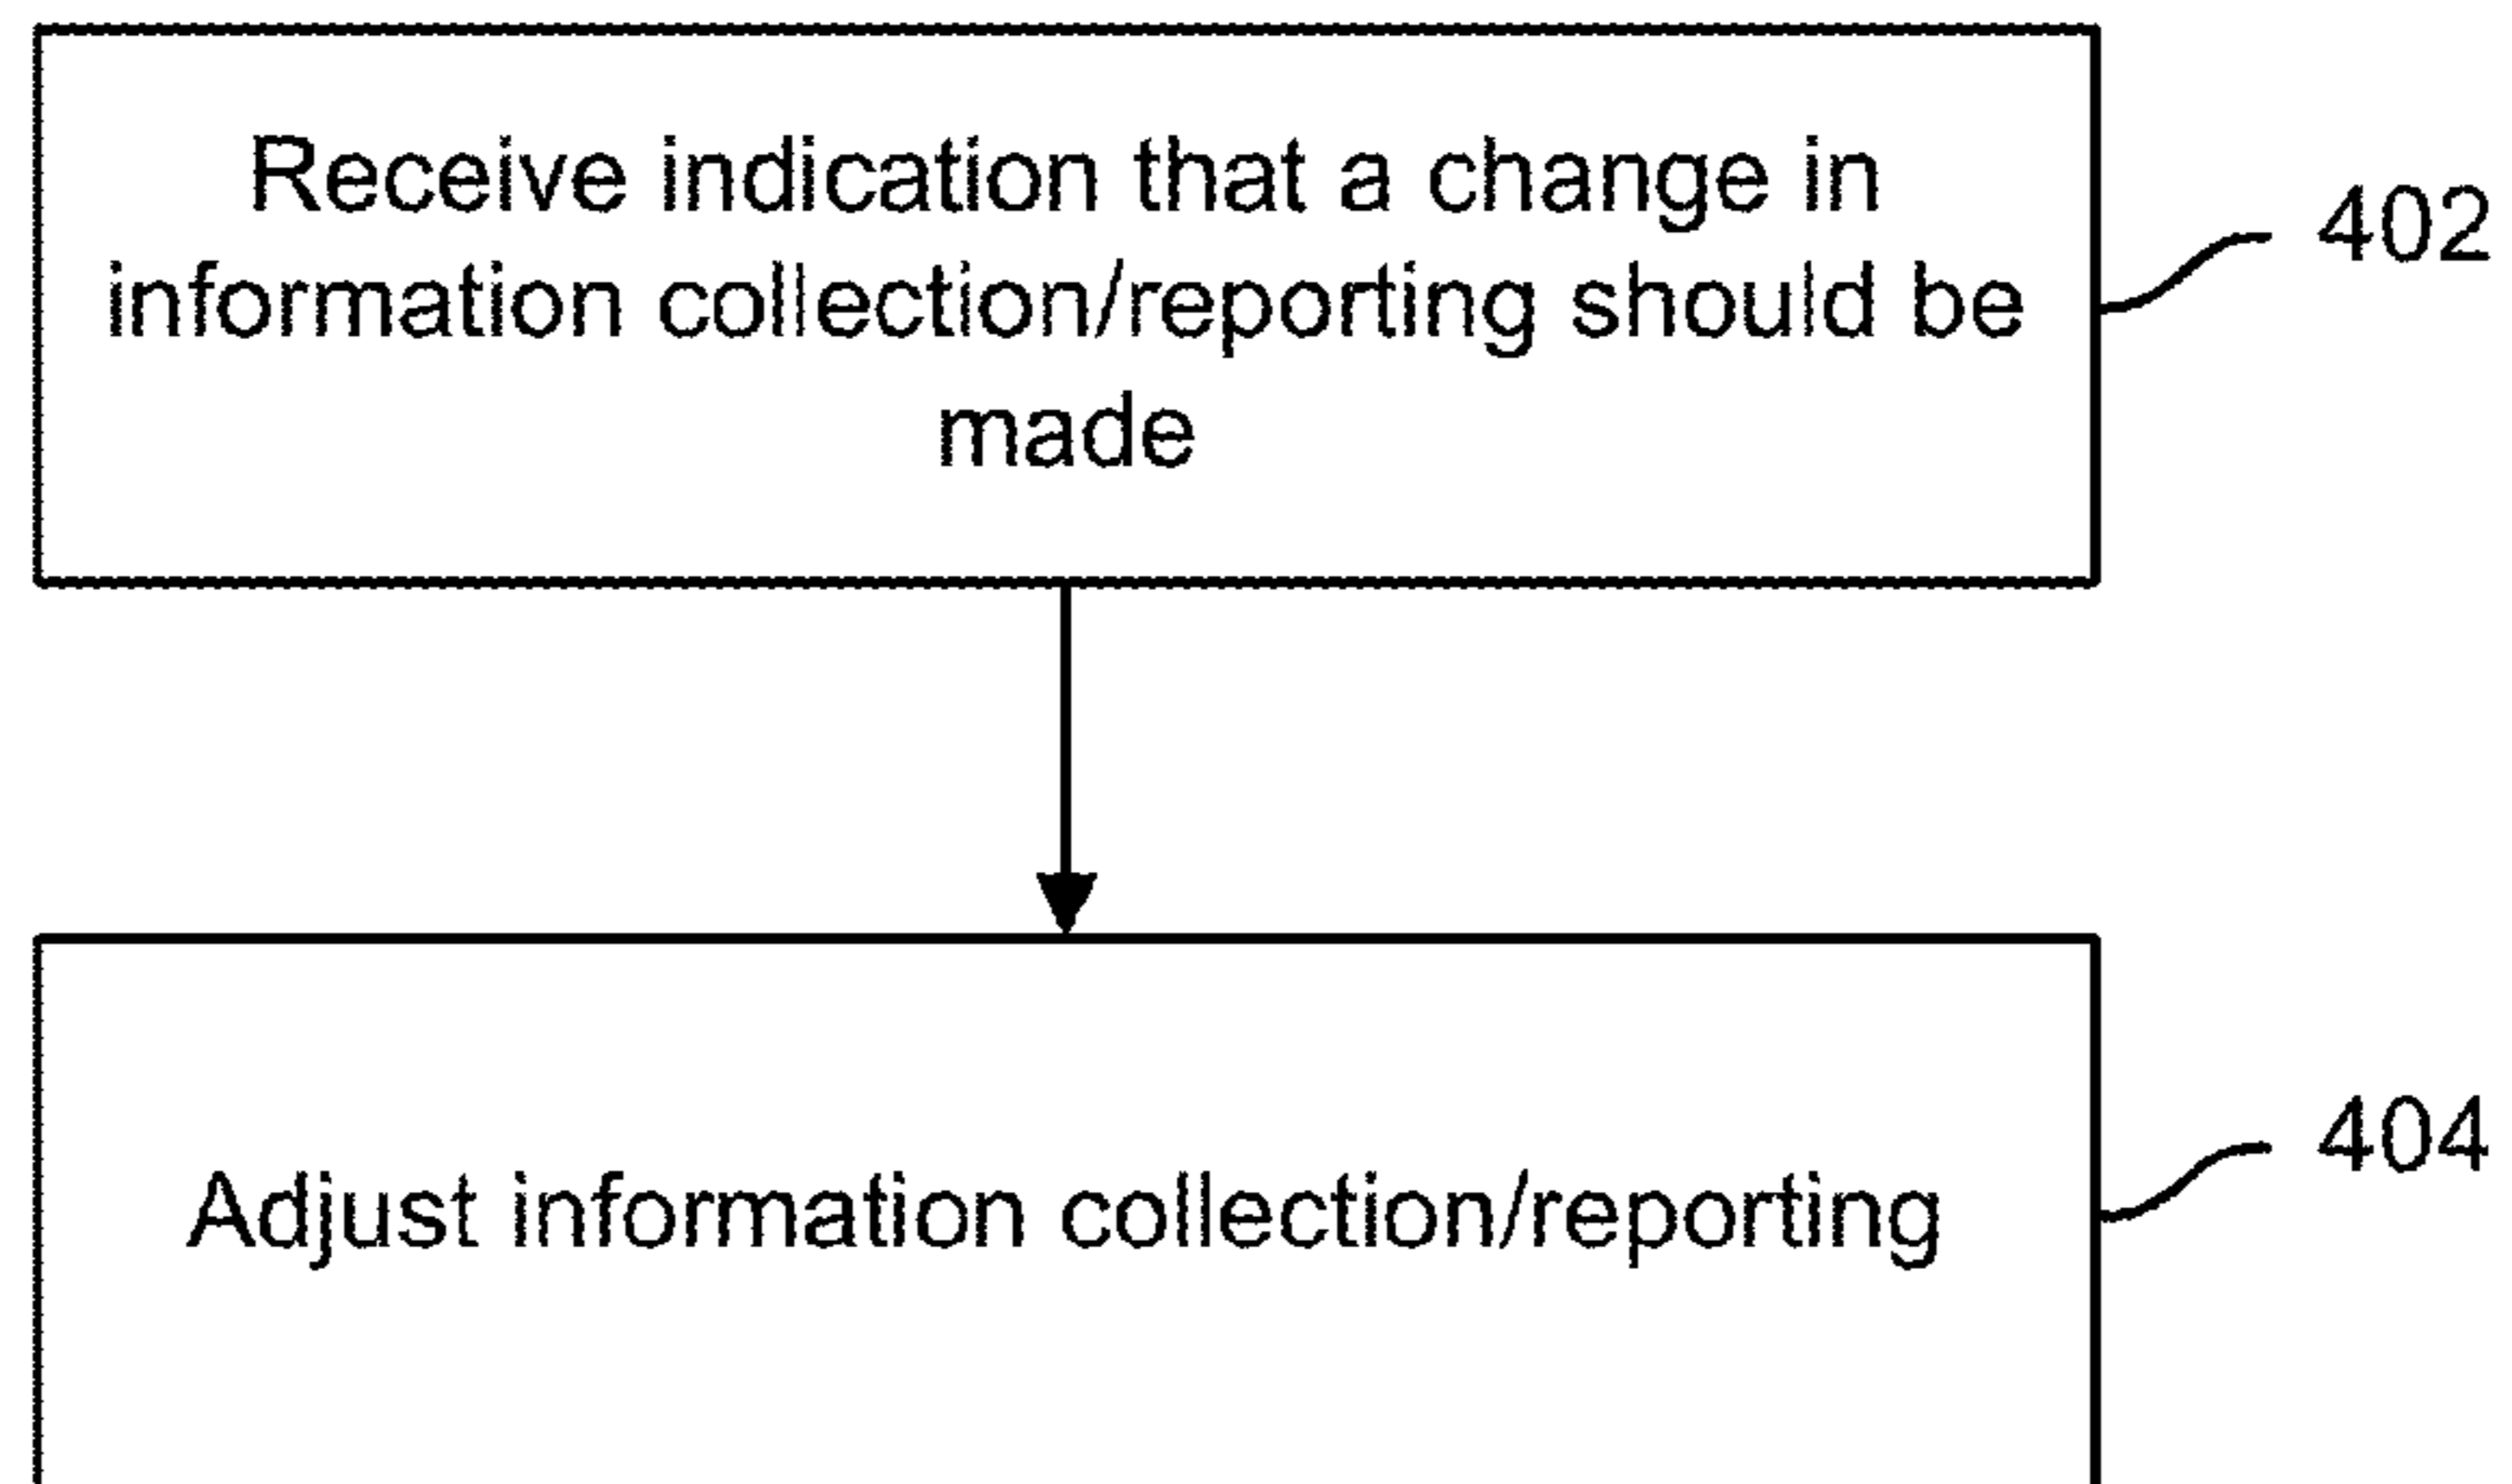 Receive indication that a change in
information collection/reporting should be
made
402
Adjust information collection/reporting
404